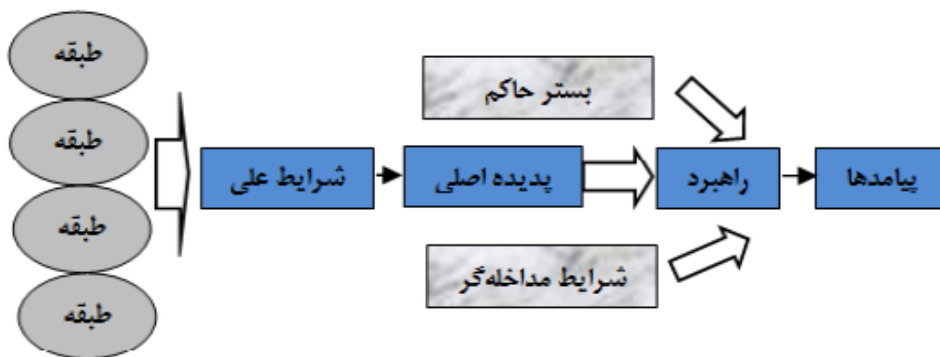 طبقه
طبقه
طبقه
طبقه
بستر حاکم
شرایط علی
پدیده اصلی
راهبرد
پیامدها
شرایط مداخله‌گر